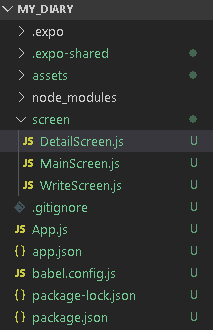 MY_DIARY
.expo
.expo-shared
assets
node_modules
screen
JS DetailScreen.js U
JS MainScreen.js U
JS WriteScreen.js U
.gitignore U
JS App.js U
{} app.json U
babel.config.js U
{} package-lock.json U
{} package.json U